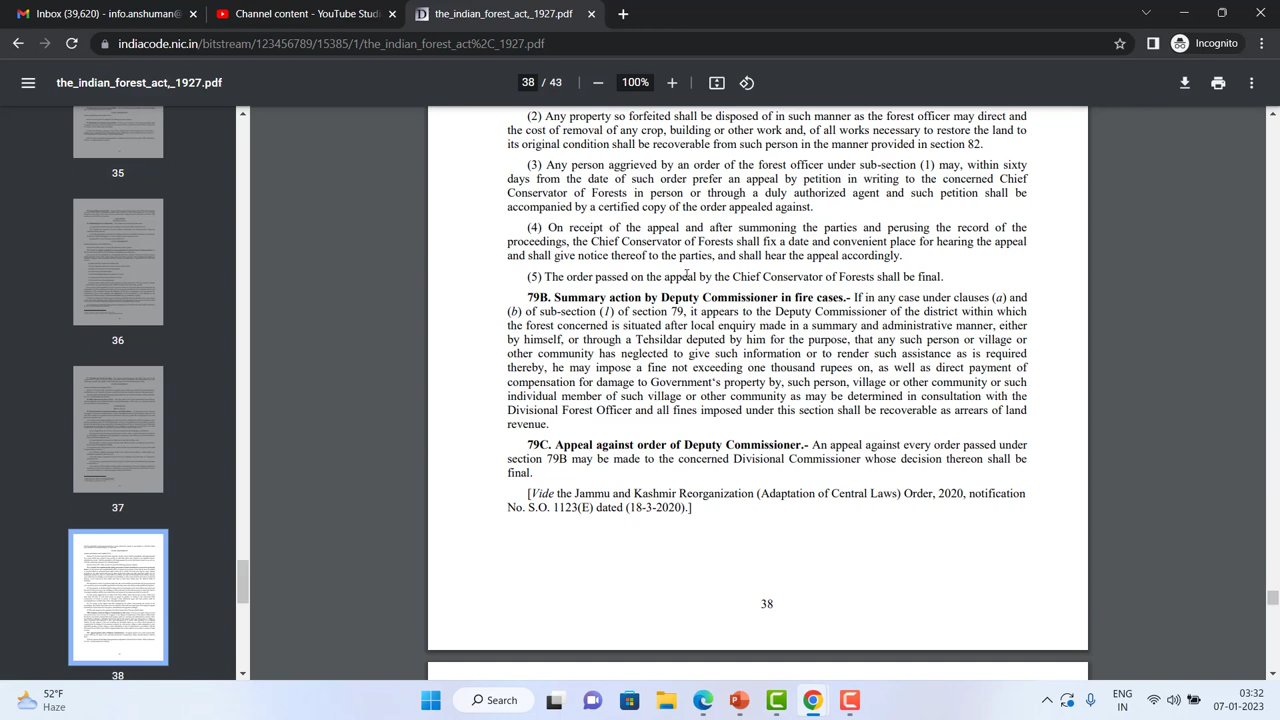 Inbox (39,620) - info.anshuman@
Channel content - YouTube Studi
the_indian_forest_act,_1927.pdf
indiacode.nic.in/bitstream/123456789/15385/1/the_indian_forest_act%2C_1927.pdf
Incognito
the_indian_forest_act,_1927.pdf
38 / 43
100%
35
36
37
38
(2) Any property so forfeited shall be disposed of in such manner as the forest officer may direct and
the cost of removal of any crop, building or other work and, of all works necessary to restore the land to
its original condition shall be recoverable from such person in the manner provided in section 82.
(3) Any person aggrieved by an order of the forest officer under sub-section (1) may, within sixty
days from the date of such order prefer an appeal by petition in writing to the concerned Chief
Conservator of Forests in person or through a duly authorized agent and such petition shall be
accompanied by a certified copy of the order appealed against.
(4) On receipt of the appeal and after summoning the parties and perusing the record of the
proceedings, the Chief Conservator of Forests shall fix a date and convenient place for hearing the appeal
and shall give notice thereof to the parties, and shall hear the appeal accordingly.
(5) The order passed on the appeal by the Chief Conservator of Forests shall be final.
79B. Summary action by Deputy Commissioner in fire cases.- If in any case under clauses (a) and
(b) of sub-section (1) of section 79, it appears to the Deputy Commissioner of the district within which
the forest concerned is situated after local enquiry made in a summary and administrative manner, either
by himself, or through a Tehsildar deputed by him for the purpose, that any such person or village or
other community has neglected to give such information or to render such assistance as is required
thereby, he may impose a fine not exceeding one thousand rupees on, as well as direct payment of
compensation for damage to Government's property by, such person, village or other community or such
individual member of such village or other community as may be determined in consultation with the
Divisional Forest Officer and all fines imposed under this section shall be recoverable as arrears of land
revenue.
79C. Appeal against order of Deputy Commissioner.- An appeal against every order passed under
section 79B may be made to the concerned Divisional Commissioner whose decision thereon shall be
final.
[Vide the Jammu and Kashmir Reorganization (Adaptation of Central Laws) Order, 2020, notification
No. S.O. 1123(E) dated (18-3-2020).]
38
52°F
Haze
Search
ENG
IN
03:32
07-01-2023